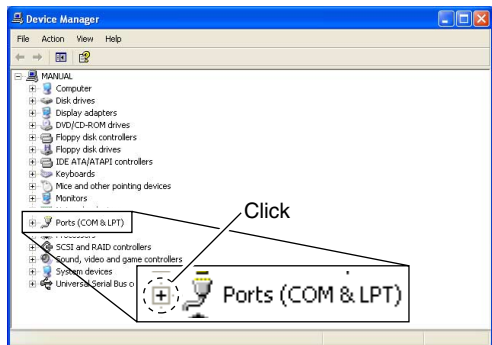 Device Manager
File Action View Help
MANUAL
Computer
Disk drives
Display adapters
DVD/CD-ROM drives
Floppy disk controllers
Floppy disk drives
IDE ATA/ATAPI controllers
Keyboards
Mice and other pointing devices
Monitors
Ports (COM & LPT)
Click
SCSI and RAID controllers
Sound, video and game controllers
System devices
Universal Serial Bus
Ports (COM & LPT)